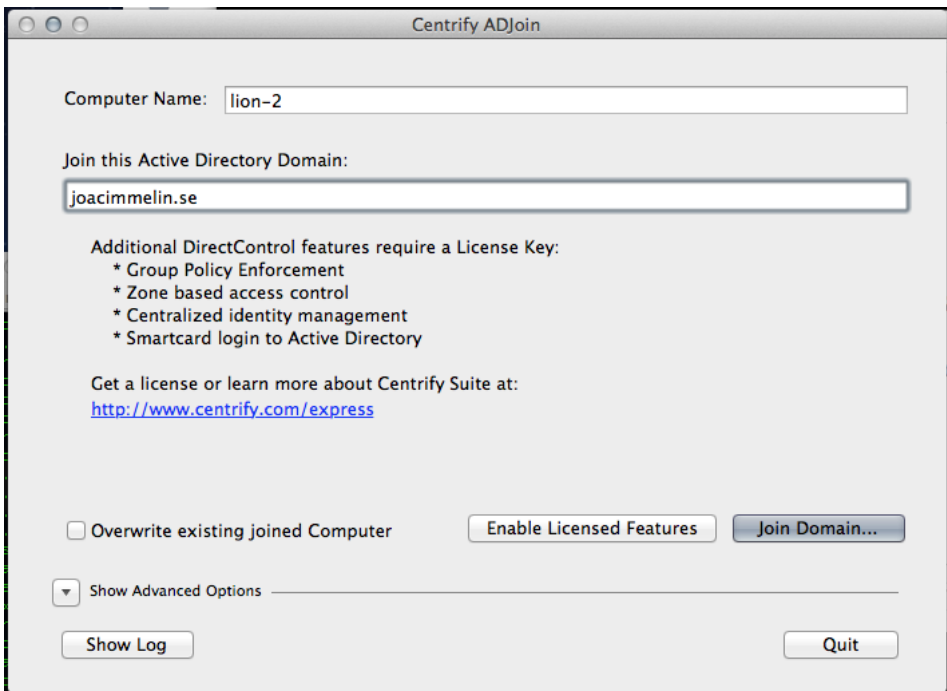 Centrify ADJoin
Computer Name: lion-2
Join this Active Directory Domain:
joacimmelin.se
Additional DirectControl features require a License Key:
* Group Policy Enforcement
* Zone based access control
* Centralized identity management
* Smartcard login to Active Directory
Get a license or learn more about Centrify Suite at:
http://www.centrify.com/express
Overwrite existing joined Computer Enable Licensed Features Join Domain...
Show Advanced Options
Show Log Quit